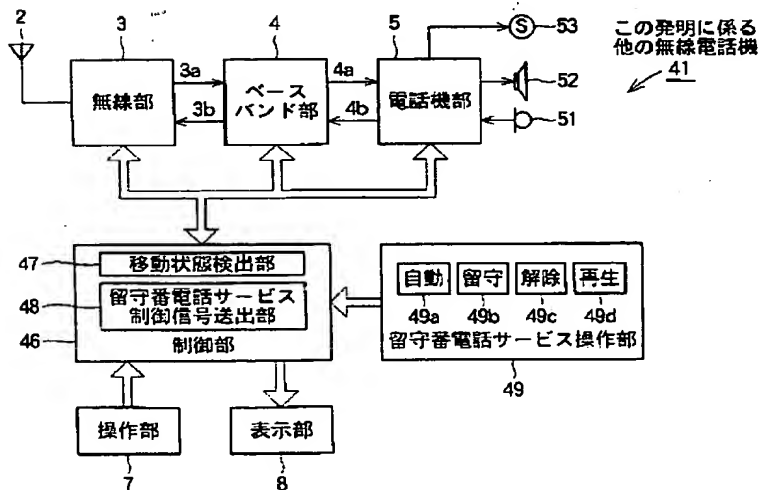 2
3
4
5
53
この発明に係る
他の無線電話機
41
3a
4a
無線部
ベース
バンド部
電話機部
52
3b
4b
51
S
47
移動状態検出部
48
留守番電話サービス
制御信号送出部
46
制御部
自動
留守
解除
再生
49a
49b
49c
49d
留守番電話サービス操作部
49
操作部
表示部
7
8